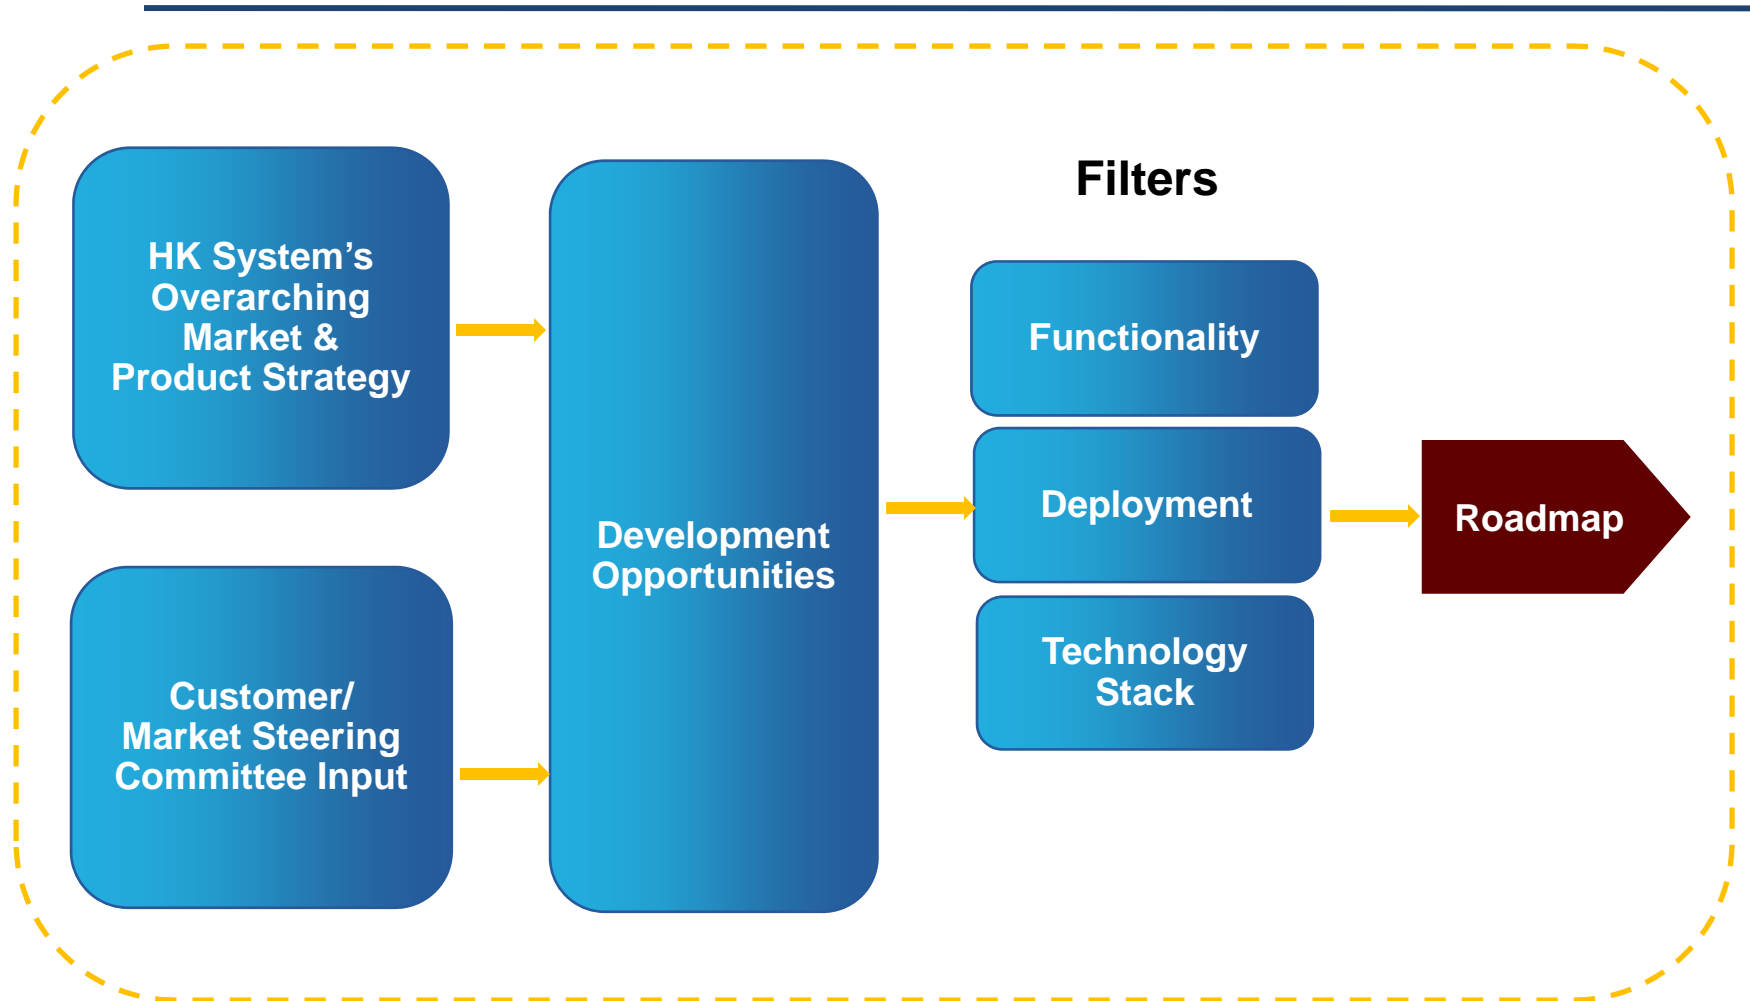 HK System’s
Overarching
Market &
Product Strategy
Customer/
Market Steering
Committee Input
Development
Opportunities
Filters
Functionality
Deployment
Technology
Stack
Roadmap